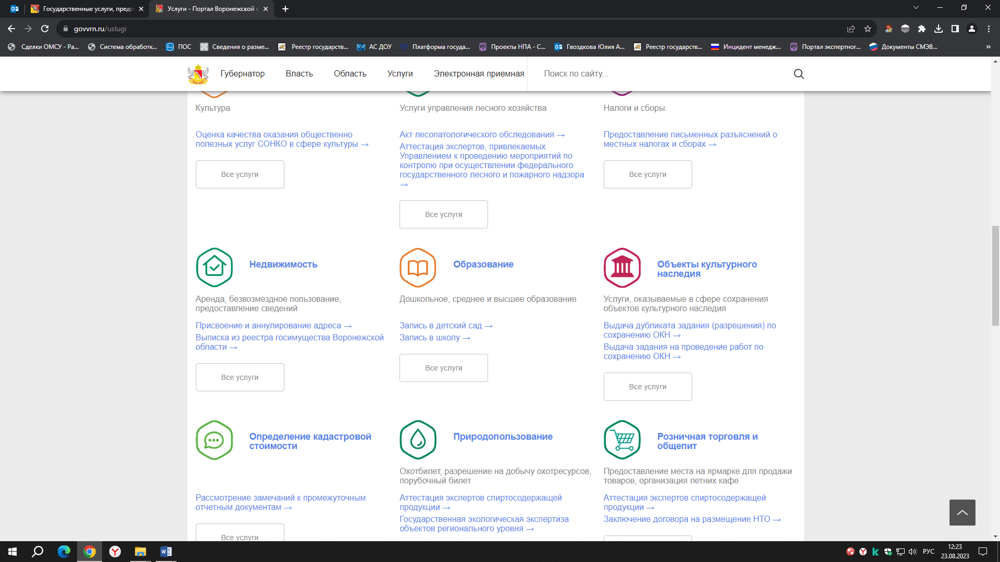 Государственные услуги, предо
Услуги - Портал Воронежской о
govvrn.ru/uslugi
Сделки ОМСУ - Ра...
Система обработк...
ПОС
Сведения о разме...
Реестр государств...
АС ДОУ
Платформа госуда...
Проекты НПА - С...
Гвоздкова Юлия А...
Реестр государств...
Инцидент менедж...
Портал экспертног...
Документы СМЭВ...
Губернатор
Власть
Область
Услуги
Электронная приемная
Поиск по сайту...
Культура
Оценка качества оказания общественно
полезных услуг СОНКО в сфере культуры →
Все услуги
Услуги управления лесного хозяйства
Акт лесопатологического обследования →
Аттестация экспертов, привлекаемых
Управлением к проведению мероприятий по
контролю при осуществлении федерального
государственного лесного и пожарного надзора
→
Все услуги
Налоги и сборы.
Предоставление письменных разъяснений о
местных налогах и сборах →
Все услуги
Недвижимость
Аренда, безвозмездное пользование,
предоставление сведений
Присвоение и аннулирование адреса →
Выписка из реестра госимущества Воронежской
области →
Все услуги
Образование
Дошкольное, среднее и высшее образование
Запись в детский сад →
Запись в школу →
Все услуги
Объекты культурного
наследия
Услуги, оказываемые в сфере сохранения
объектов культурного наследия
Выдача дубликата задания (разрешения) по
сохранению ОКН →
Выдача задания на проведение работ по
сохранению ОКН →
Все услуги
Определение кадастровой
стоимости
Рассмотрение замечаний к промежуточным
отчетным документам →
Все услуги
Природопользование
Охотбилет, разрешение на добычу охотресурсов,
порубочный билет
Аттестация экспертов спиртосодержащей
продукции →
Государственная экологическая экспертиза
объектов регионального уровня →
Розничная торговля и
общепит
Предоставление места на ярмарке для продажи
товаров, организация летних кафе
Аттестация экспертов спиртосодержащей
продукции →
Заключение договора на размещение НТО →
РУС
12:23
23.08.2023